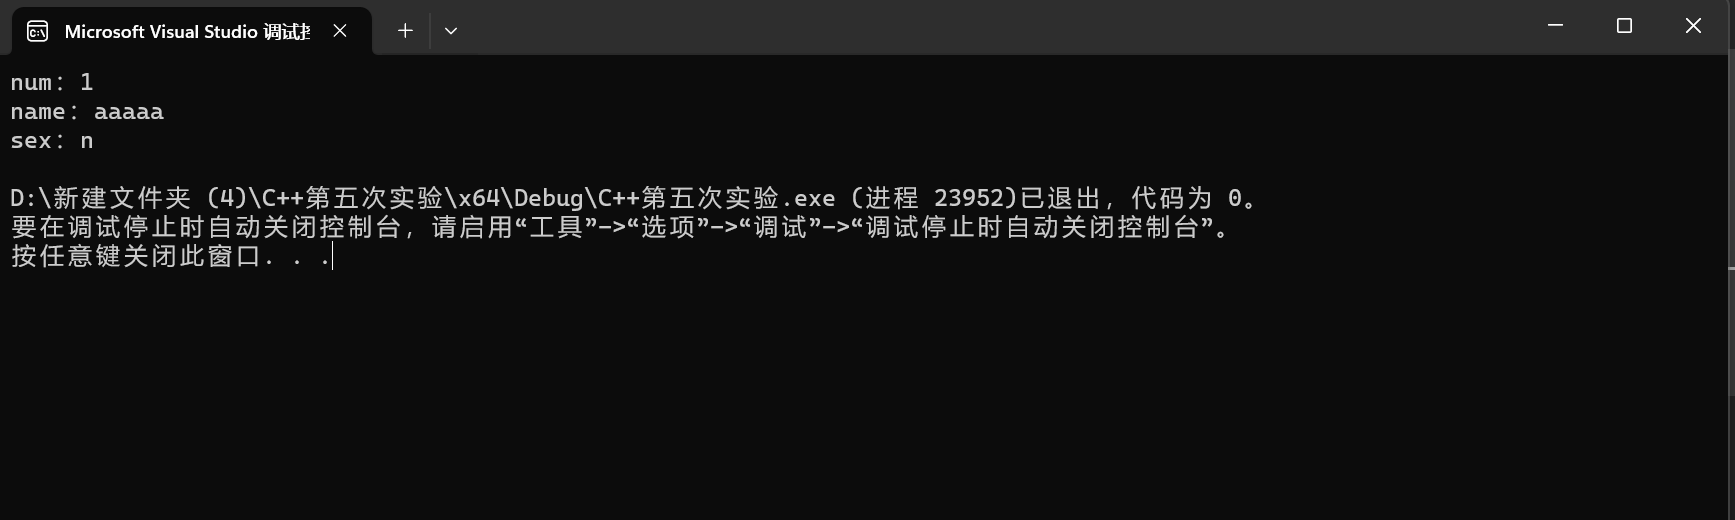 Microsoft Visual Studio 调试
num: 1
name: aaaaa
sex: n
D:\新建文件夹 (4)\C++第五次实验\x64\Debug\C++第五次实验.exe (进程 23952)已退出，代码为 0。
要在调试停止时自动关闭控制台，请启用“工具”->“选项”->“调试”->“调试停止时自动关闭控制台”。
按任意键关闭此窗口. . .